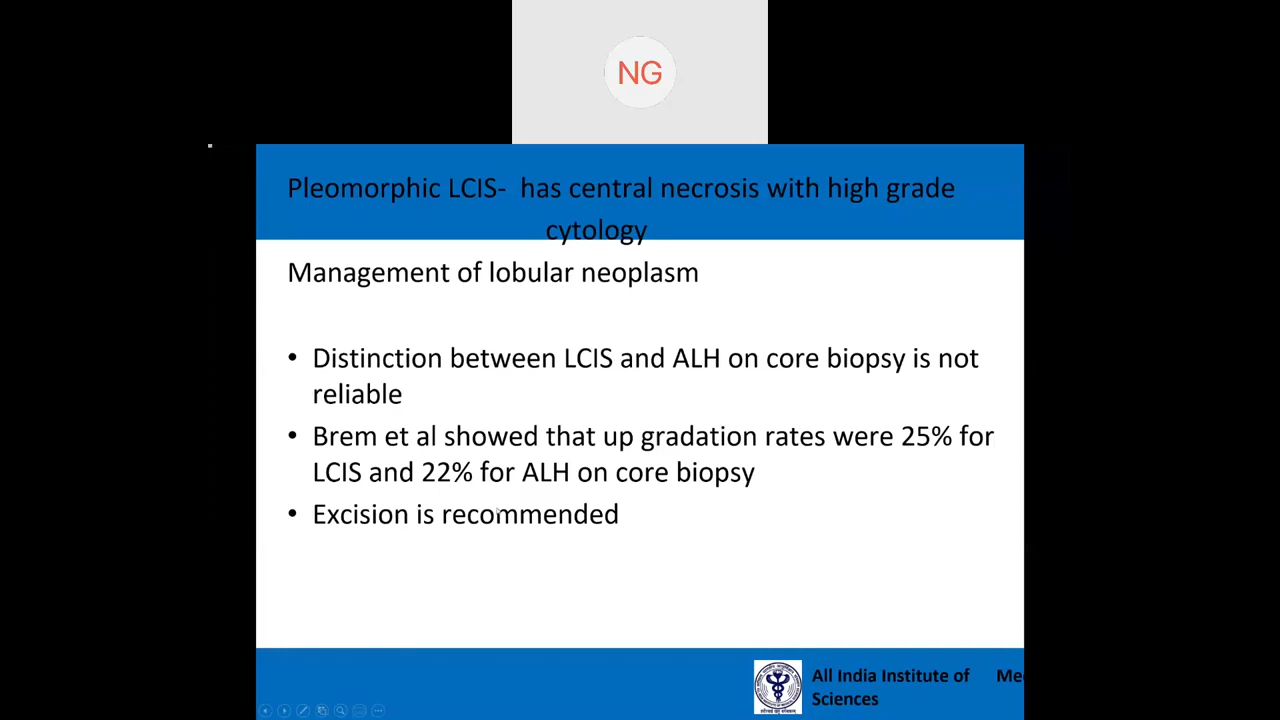 NG
Pleomorphic LCIS- has central necrosis with high grade
cytology
Management of lobular neoplasm
• Distinction between LCIS and ALH on core biopsy is not
reliable
• Brem et al showed that up gradation rates were 25% for
LCIS and 22% for ALH on core biopsy
• Excision is recommended
All India Institute of Me
Sciences